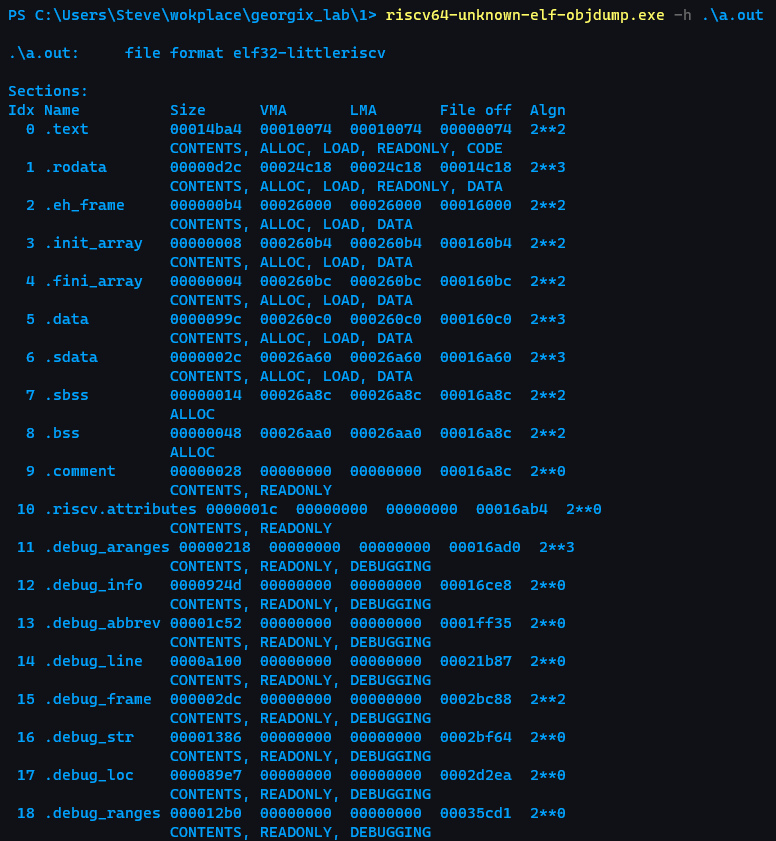 PS C:\Users\Steve\wokplace\georgix_lab\1> riscv64-unknown-elf-objdump.exe -h .\a.out
.\a.out:     file format elf32-littleriscv
Sections:
Idx Name          Size      VMA       LMA       File off  Algn
  0 .text         00014ba4  00010074  00010074  00000074  2**2
                  CONTENTS, ALLOC, LOAD, READONLY, CODE
  1 .rodata       00000d2c  00024c18  00024c18  00014c18  2**3
                  CONTENTS, ALLOC, LOAD, READONLY, DATA
  2 .eh_frame     000000b4  00026000  00026000  00016000  2**2
                  CONTENTS, ALLOC, LOAD, DATA
  3 .init_array   00000008  000260b4  000260b4  000160b4  2**2
                  CONTENTS, ALLOC, LOAD, DATA
  4 .fini_array   00000004  000260bc  000260bc  000160bc  2**2
                  CONTENTS, ALLOC, LOAD, DATA
  5 .data         0000099c  000260c0  000260c0  000160c0  2**3
                  CONTENTS, ALLOC, LOAD, DATA
  6 .sdata        0000002c  00026a60  00026a60  00016a60  2**3
                  CONTENTS, ALLOC, LOAD, DATA
  7 .sbss         00000014  00026a8c  00026a8c  00016a8c  2**2
                  ALLOC
  8 .bss          00000048  00026aa0  00026aa0  00016a8c  2**2
                  ALLOC
  9 .comment      00000028  00000000  00000000  00016a8c  2**0
                  CONTENTS, READONLY
 10 .riscv.attributes 0000001c  00000000  00000000  00016ab4  2**0
                  CONTENTS, READONLY
 11 .debug_aranges 00000218  00000000  00000000  00016ad0  2**3
                  CONTENTS, READONLY, DEBUGGING
 12 .debug_info   0000924d  00000000  00000000  00016ce8  2**0
                  CONTENTS, READONLY, DEBUGGING
 13 .debug_abbrev 00001c52  00000000  00000000  0001ff35  2**0
                  CONTENTS, READONLY, DEBUGGING
 14 .debug_line   0000a100  00000000  00000000  00021b87  2**0
                  CONTENTS, READONLY, DEBUGGING
 15 .debug_frame  000002dc  00000000  00000000  0002bc88  2**2
                  CONTENTS, READONLY, DEBUGGING
 16 .debug_str    00001386  00000000  00000000  0002bf64  2**0
                  CONTENTS, READONLY, DEBUGGING
 17 .debug_loc    000089e7  00000000  00000000  0002d2ea  2**0
                  CONTENTS, READONLY, DEBUGGING
 18 .debug_ranges 000012b0  00000000  00000000  00035cd1  2**0
                  CONTENTS, READONLY, DEBUGGING